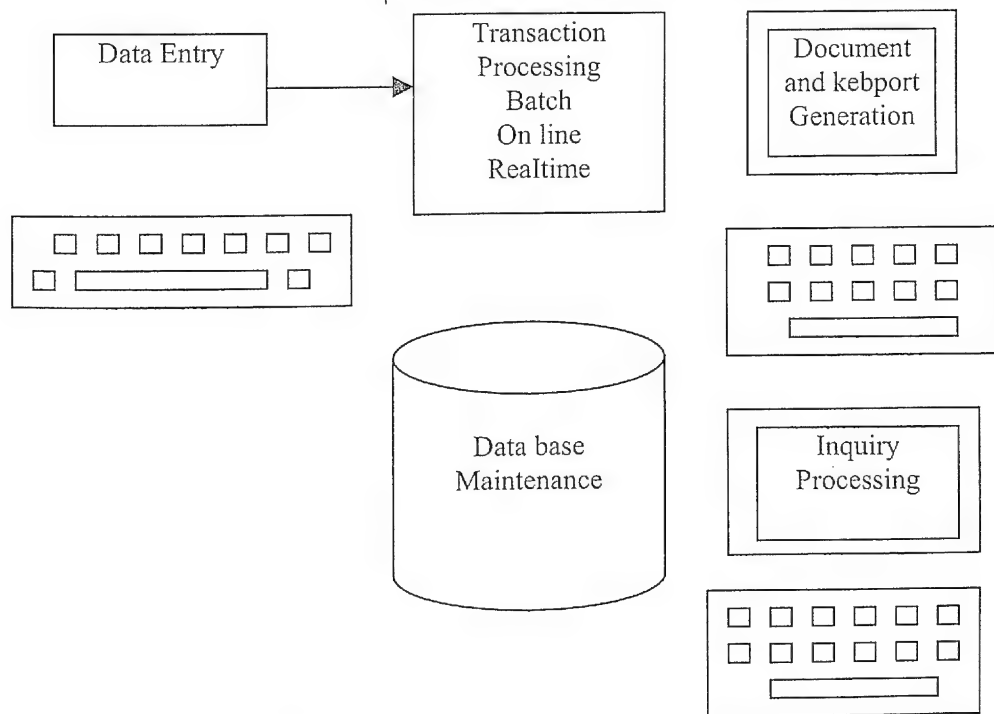 Data Entry
Transaction
Processing
Batch
On line
Realtime
Document
and kebport
Generation
Data base
Maintenance
Inquiry
Processing